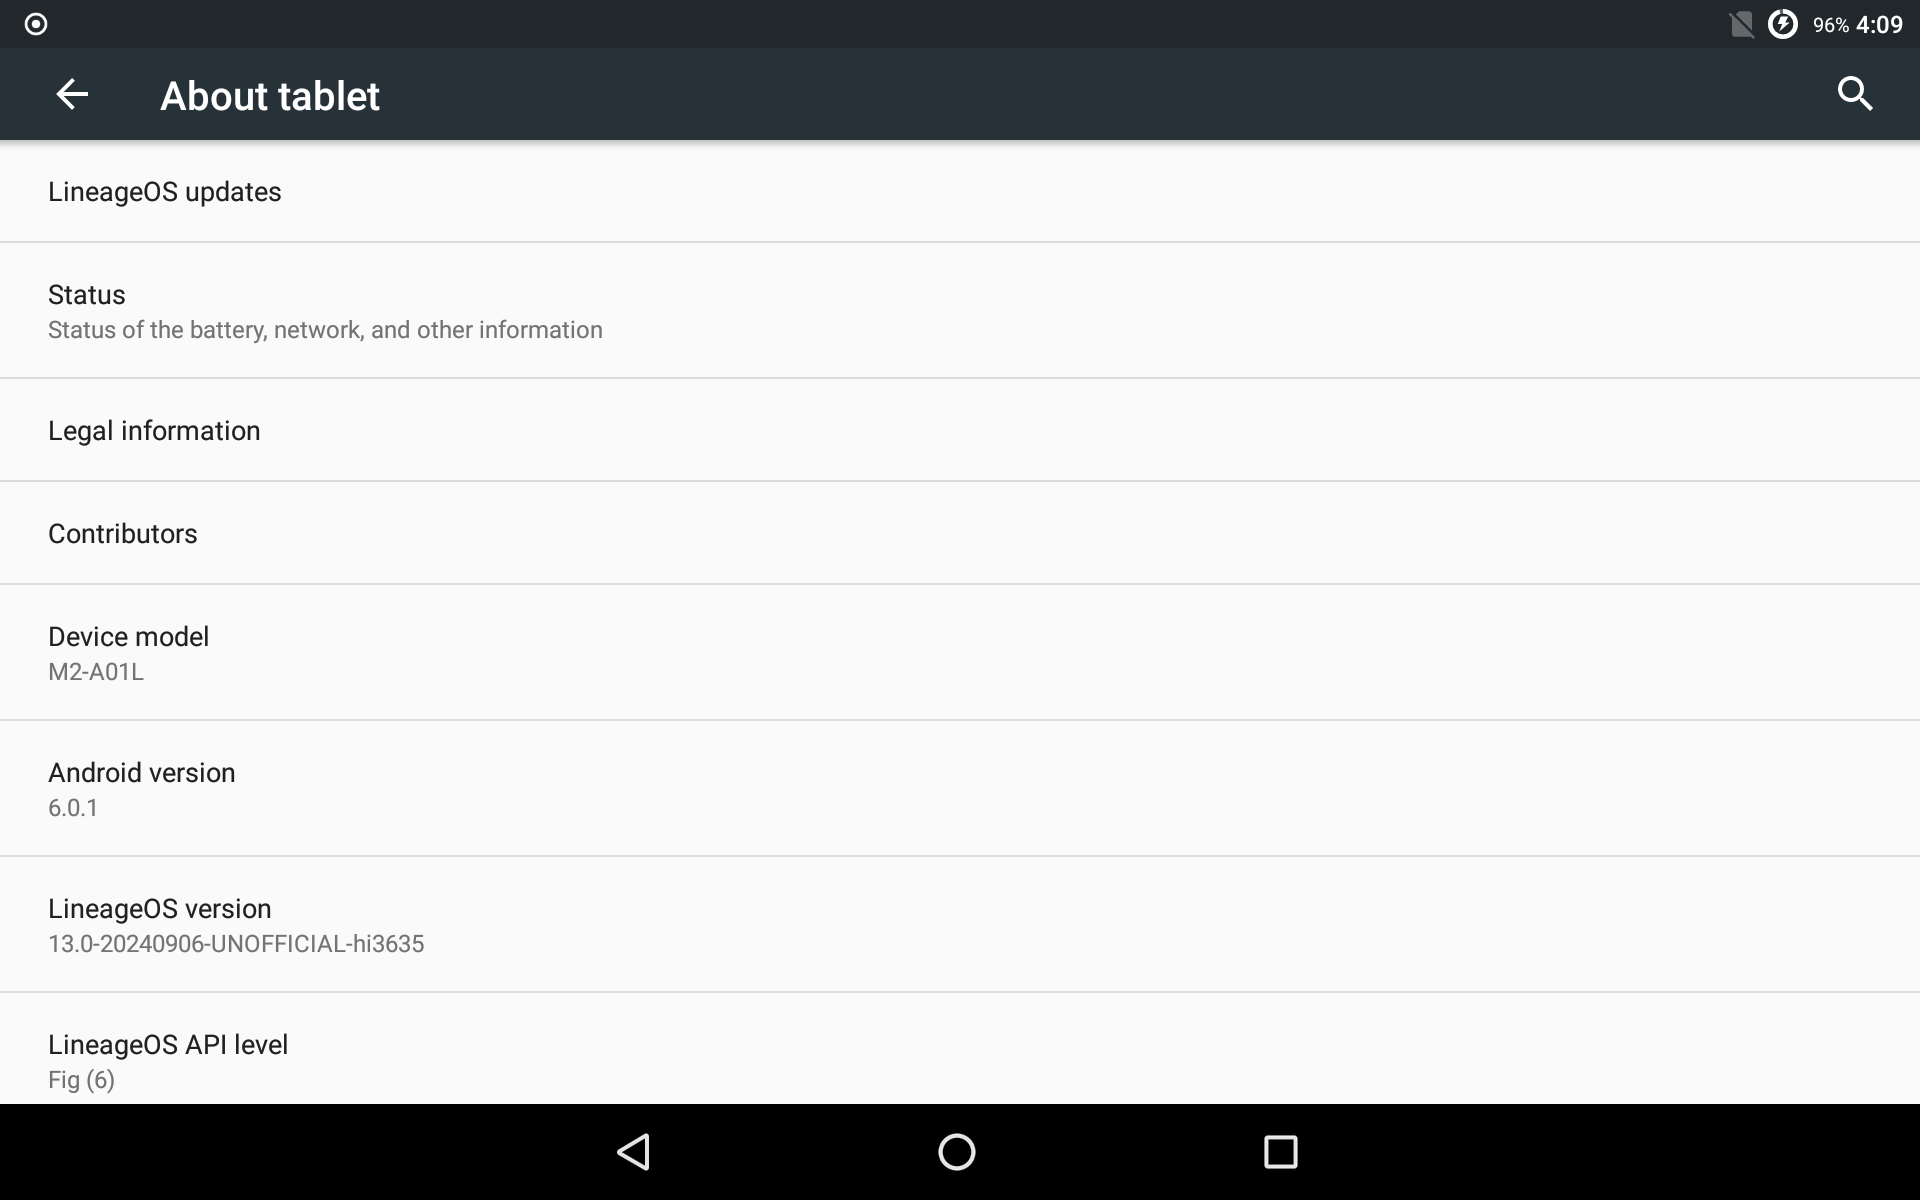 96% 4:09
About tablet
LineageOS updates
Status
Status of the battery, network, and other information
Legal information
Contributors
Device model
M2-A01L
Android version
6.0.1
LineageOS version
13.0-20240906-UNOFFICIAL-hi3635
LineageOS API level
Fig (6)